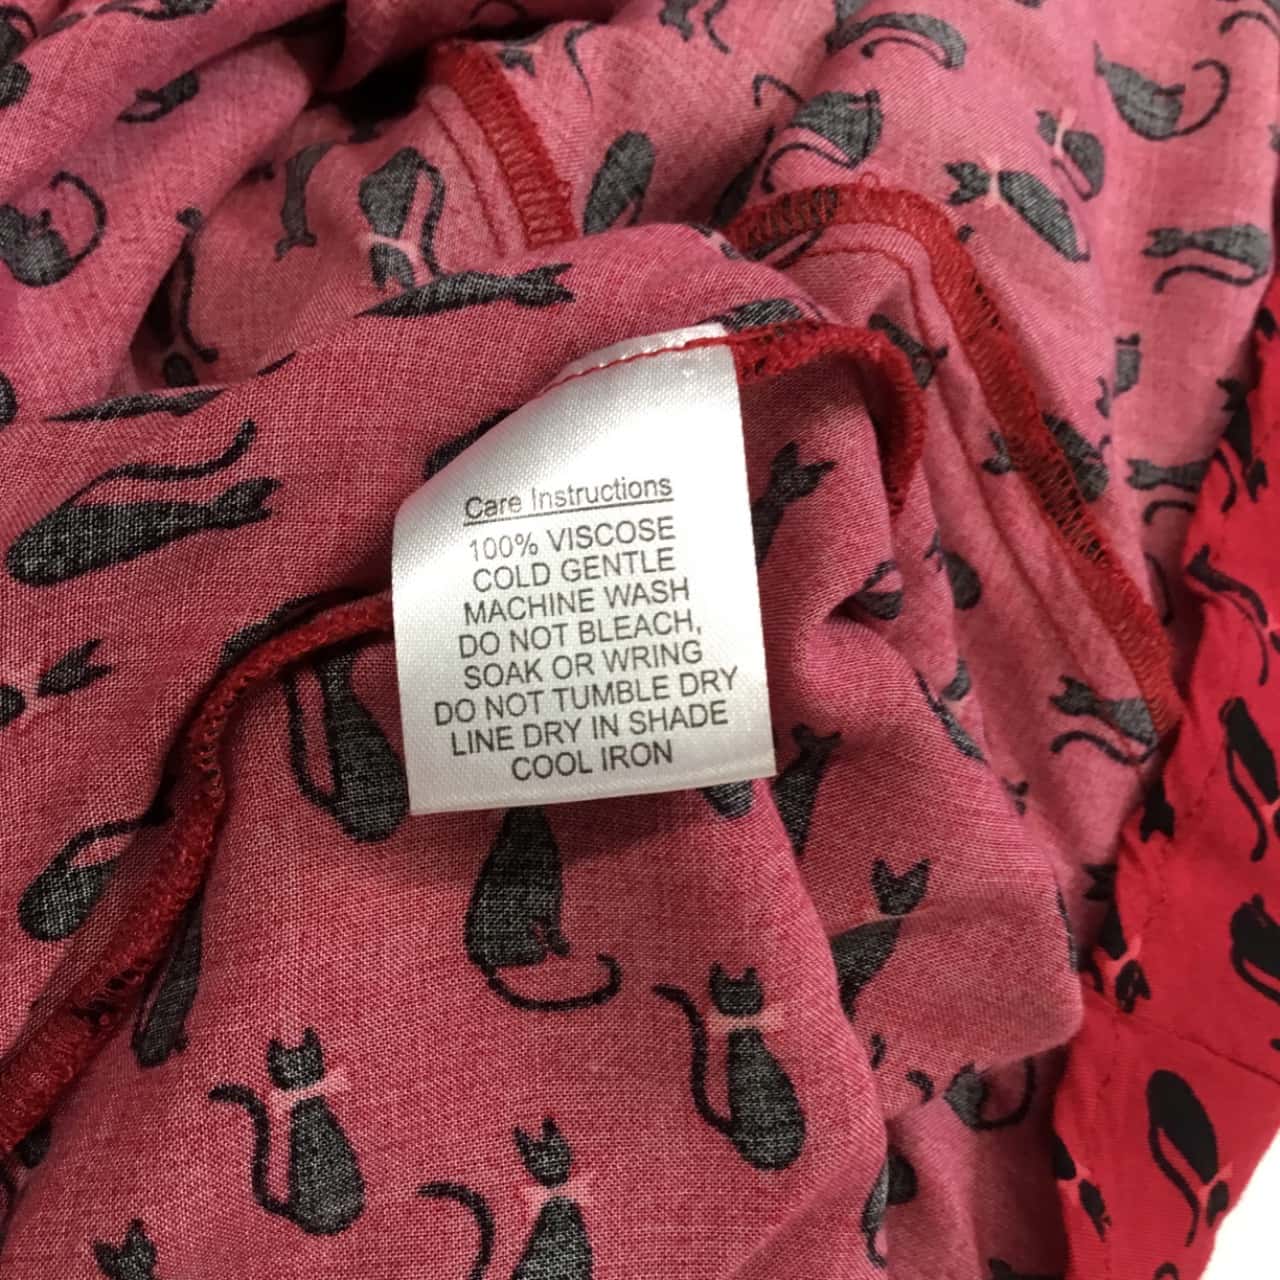 Care Instructions
100% VISCOSE
COLD GENTLE
MACHINE WASH
DO NOT BLEACH,
SOAK OR WRING
DO NOT TUMBLE DRY
LINE DRY IN SHADE
COOL IRON